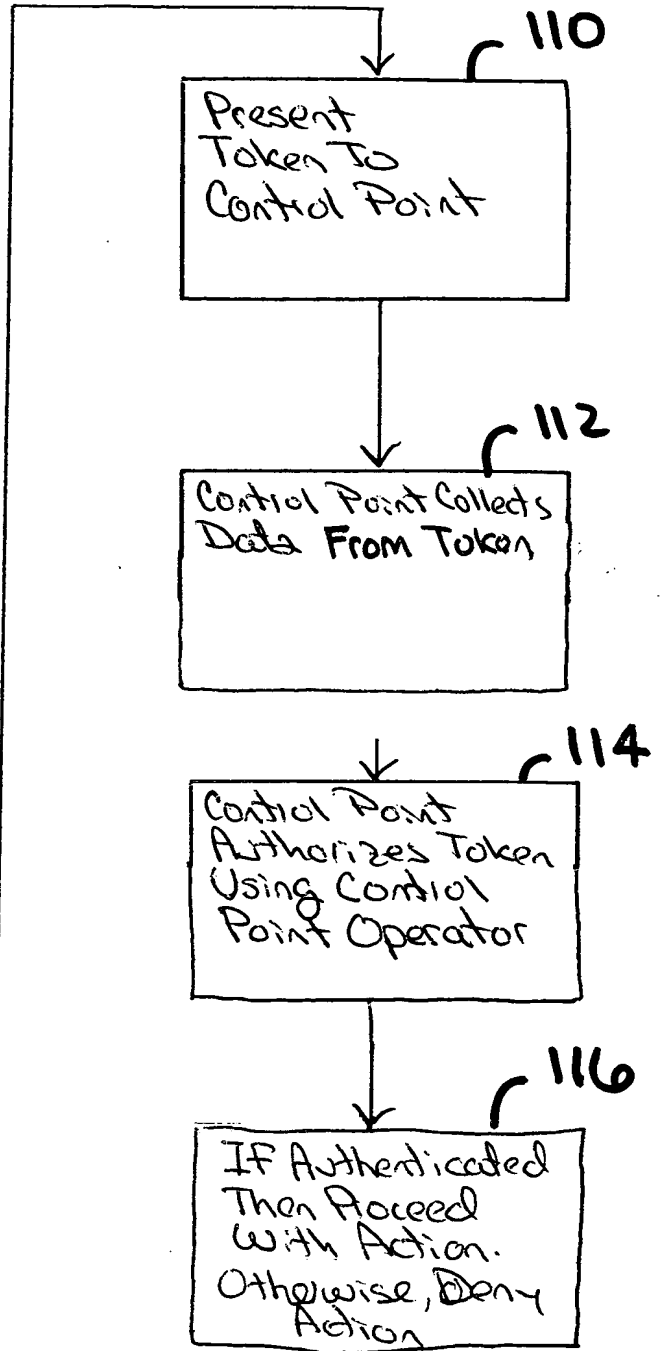 110
Present
Token To
Control Point
112
Control Point Collects
Data From Token
114
Control Point
Authorizes Token
Using Control
Point Operator
116
If Authenticated
Then Proceed
With Action.
Otherwise, Deny
Action